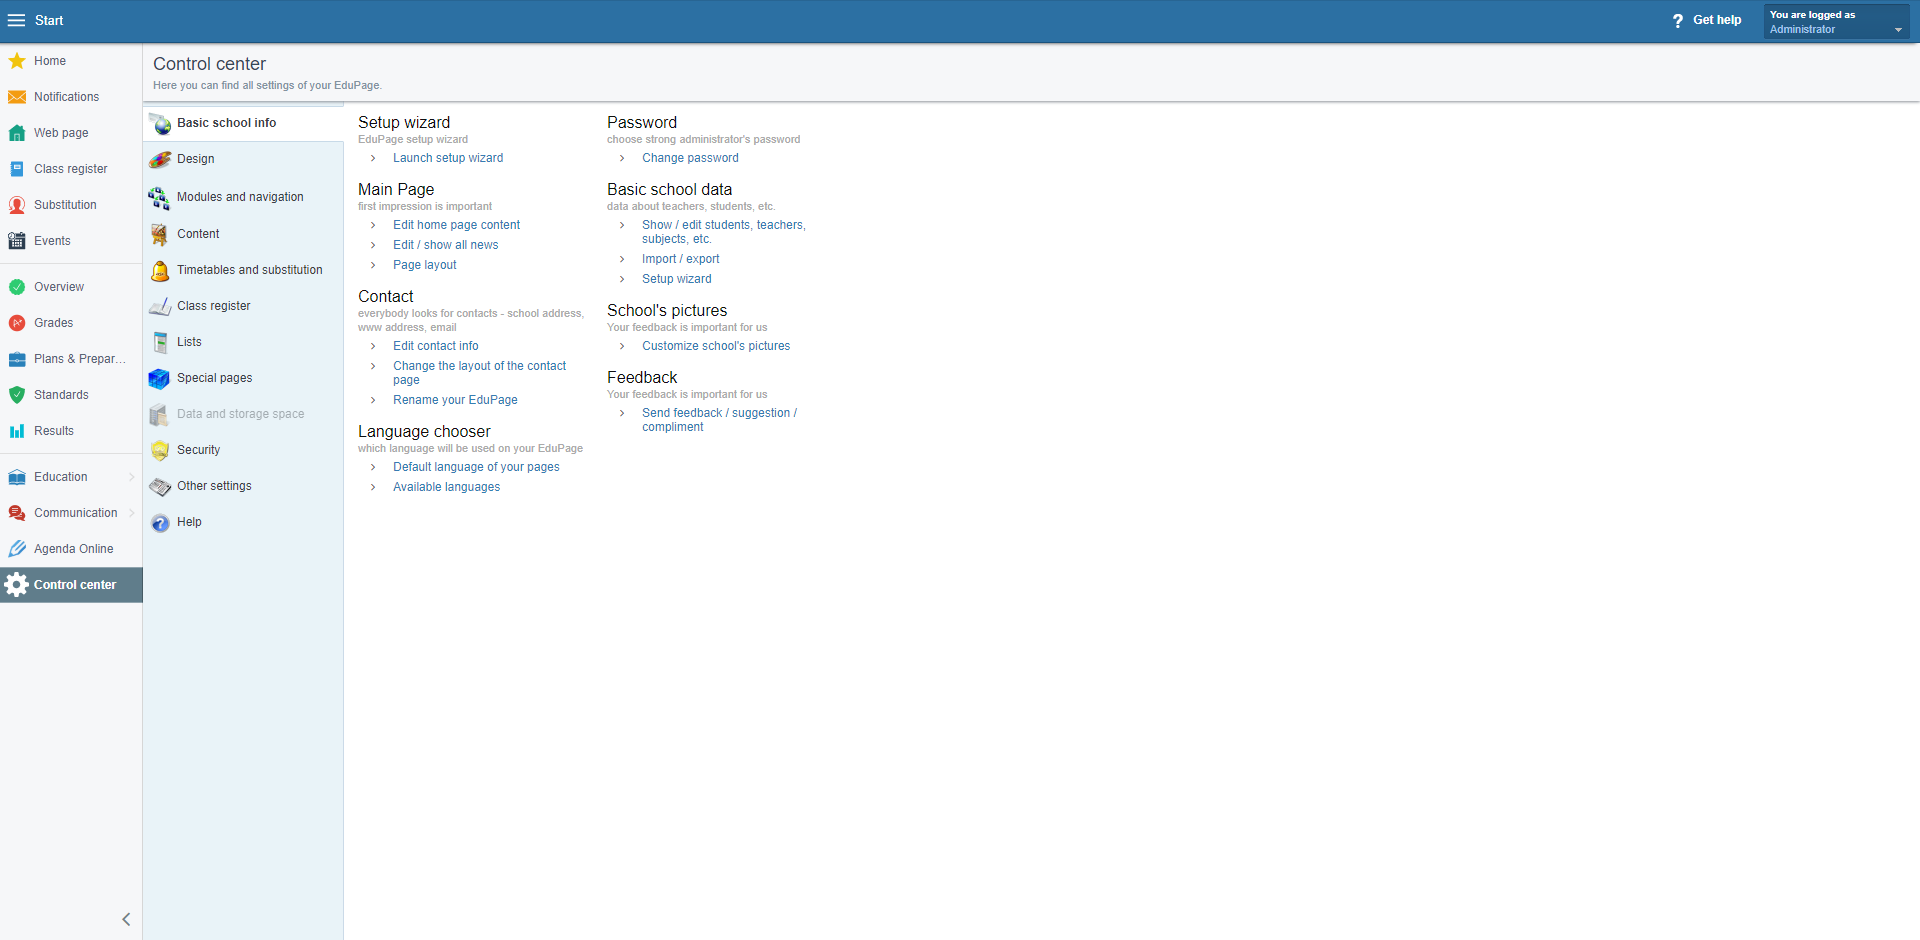 Start
Get help
You are logged as
Administrator
Home
Notifications
Web page
Class register
Substitution
Events
Overview
Grades
Plans & Prepar...
Standards
Results
Education
Communication
Agenda Online
Control center
Control center
Here you can find all settings of your EduPage.
Basic school info
Design
Modules and navigation
Content
Timetables and substitution
Class register
Lists
Special pages
Data and storage space
Security
Other settings
Help
Setup wizard
EduPage setup wizard
Launch setup wizard
Main Page
first impression is important
Edit home page content
Edit / show all news
Page layout
Contact
everybody looks for contacts - school address,
www address, email
Edit contact info
Change the layout of the contact
page
Rename your EduPage
Language chooser
which language will be used on your EduPage
Default language of your pages
Available languages
Password
choose strong administrator's password
Change password
Basic school data
data about teachers, students, etc.
Show / edit students, teachers,
subjects, etc.
Import / export
Setup wizard
School's pictures
Your feedback is important for us
Customize school's pictures
Feedback
Your feedback is important for us
Send feedback / suggestion /
compliment